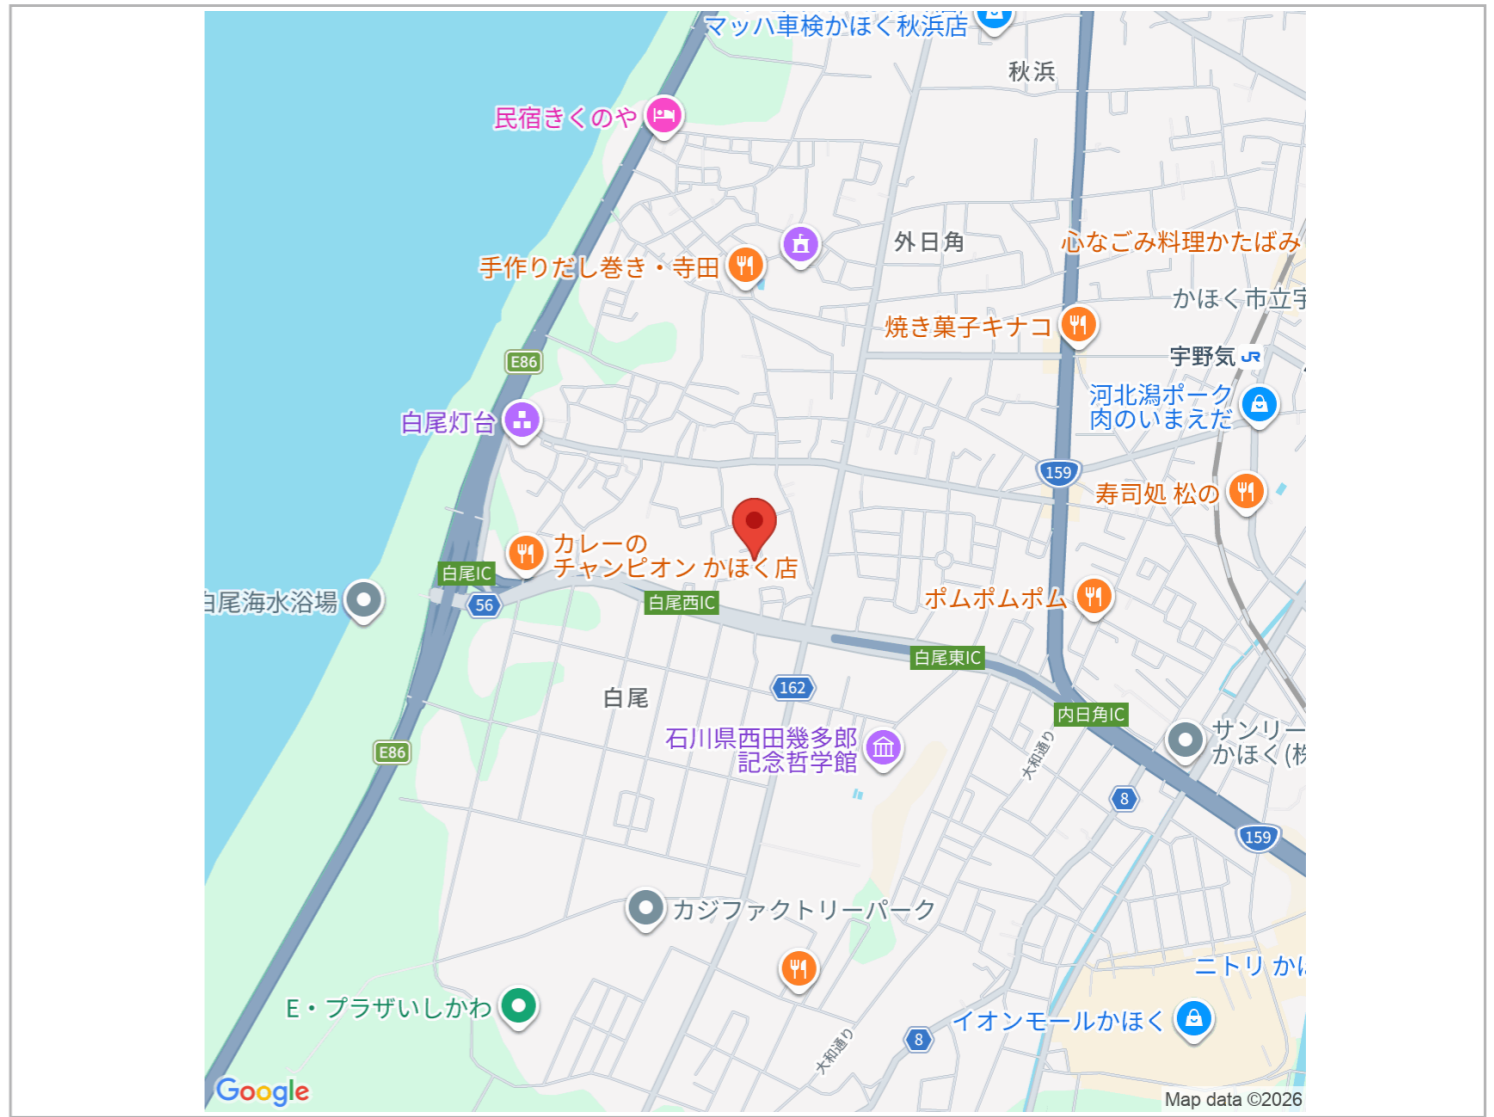 マッハ車検かほく秋浜店
秋浜
民宿きくのや
外日角
心なごみ料理かたばみ
手作りだし巻き・寺田
かほく市立宇
焼き菓子キナコ
宇野気 JR
E86
河北潟ポーク
肉のいまえだ
白尾灯台
159
寿司処 松の
カレーの
チャンピオン かほく店
白尾IC
白尾海水浴場
56
白尾西IC
ポムポムポム
白尾東IC
162
白尾
内日角IC
サンリー
かほく(株
石川県西田幾多郎
記念哲学館
E86
大和通り
8
159
カジファクトリーパーク
ニトリ かほ
E・プラザいしかわ
イオンモールかほく
8
大和通り
Google
Map data ©2026